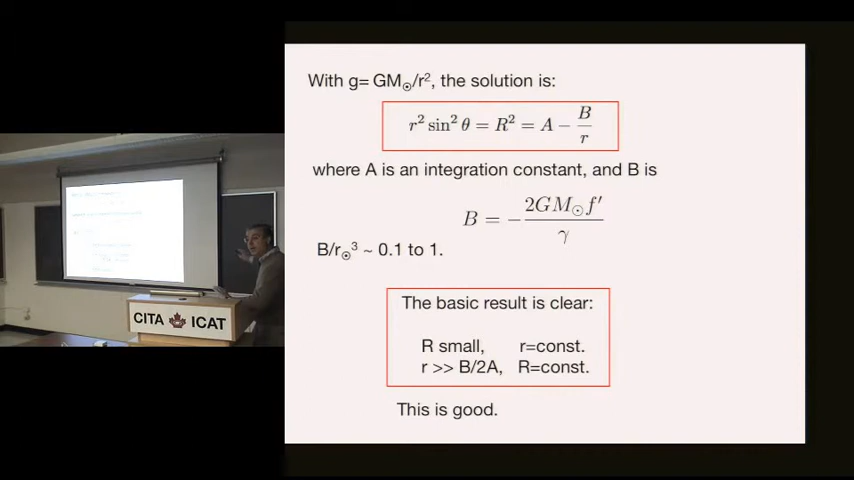 With g= GM☉/r², the solution is:
r² sin² θ = R² = A − B/r
where A is an integration constant, and B is
B = − 2GM☉f′/γ
B/r☉³ ~ 0.1 to 1.
The basic result is clear:
R small, r=const.
r >> B/2A, R=const.
This is good.
CITA ICAT